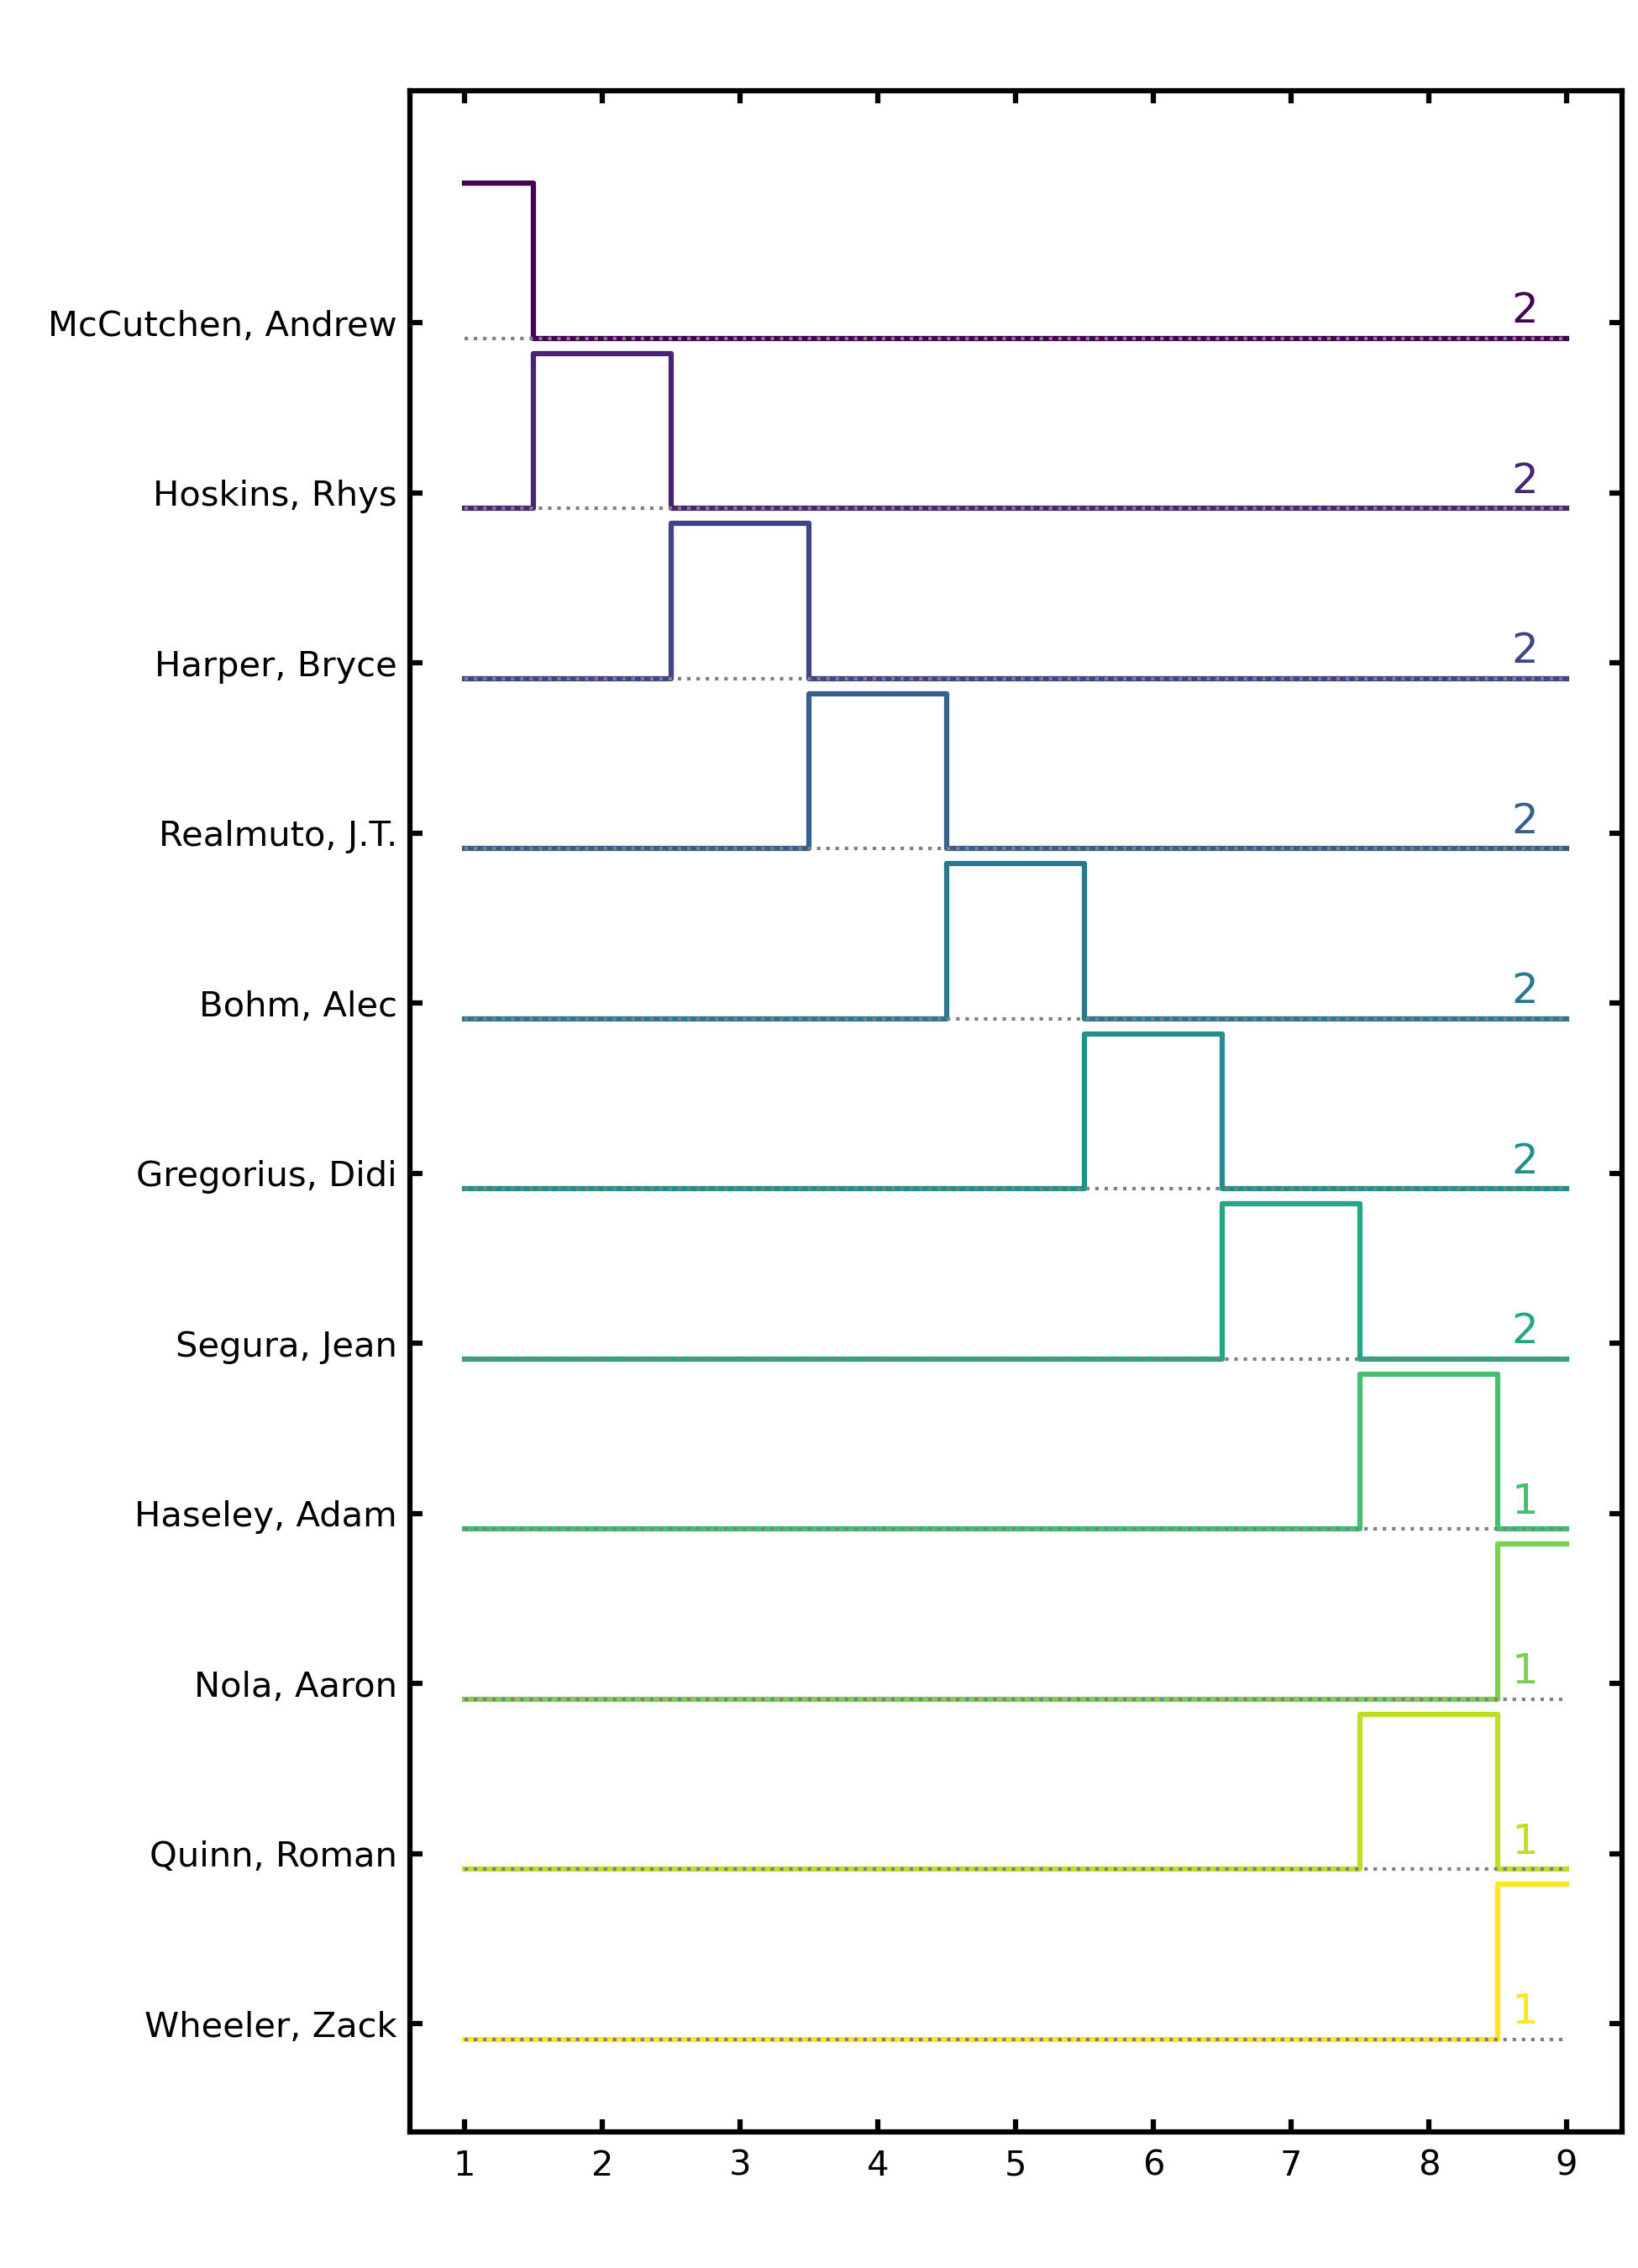 McCutchen, Andrew 2
Hoskins, Rhys 2
Harper, Bryce 2
Realmuto, J.T. 2
Bohm, Alec 2
Gregorius, Didi 2
Segura, Jean 2
Haseley, Adam 1
Nola, Aaron 1
Quinn, Roman 1
Wheeler, Zack 1
1 2 3 4 5 6 7 8 9